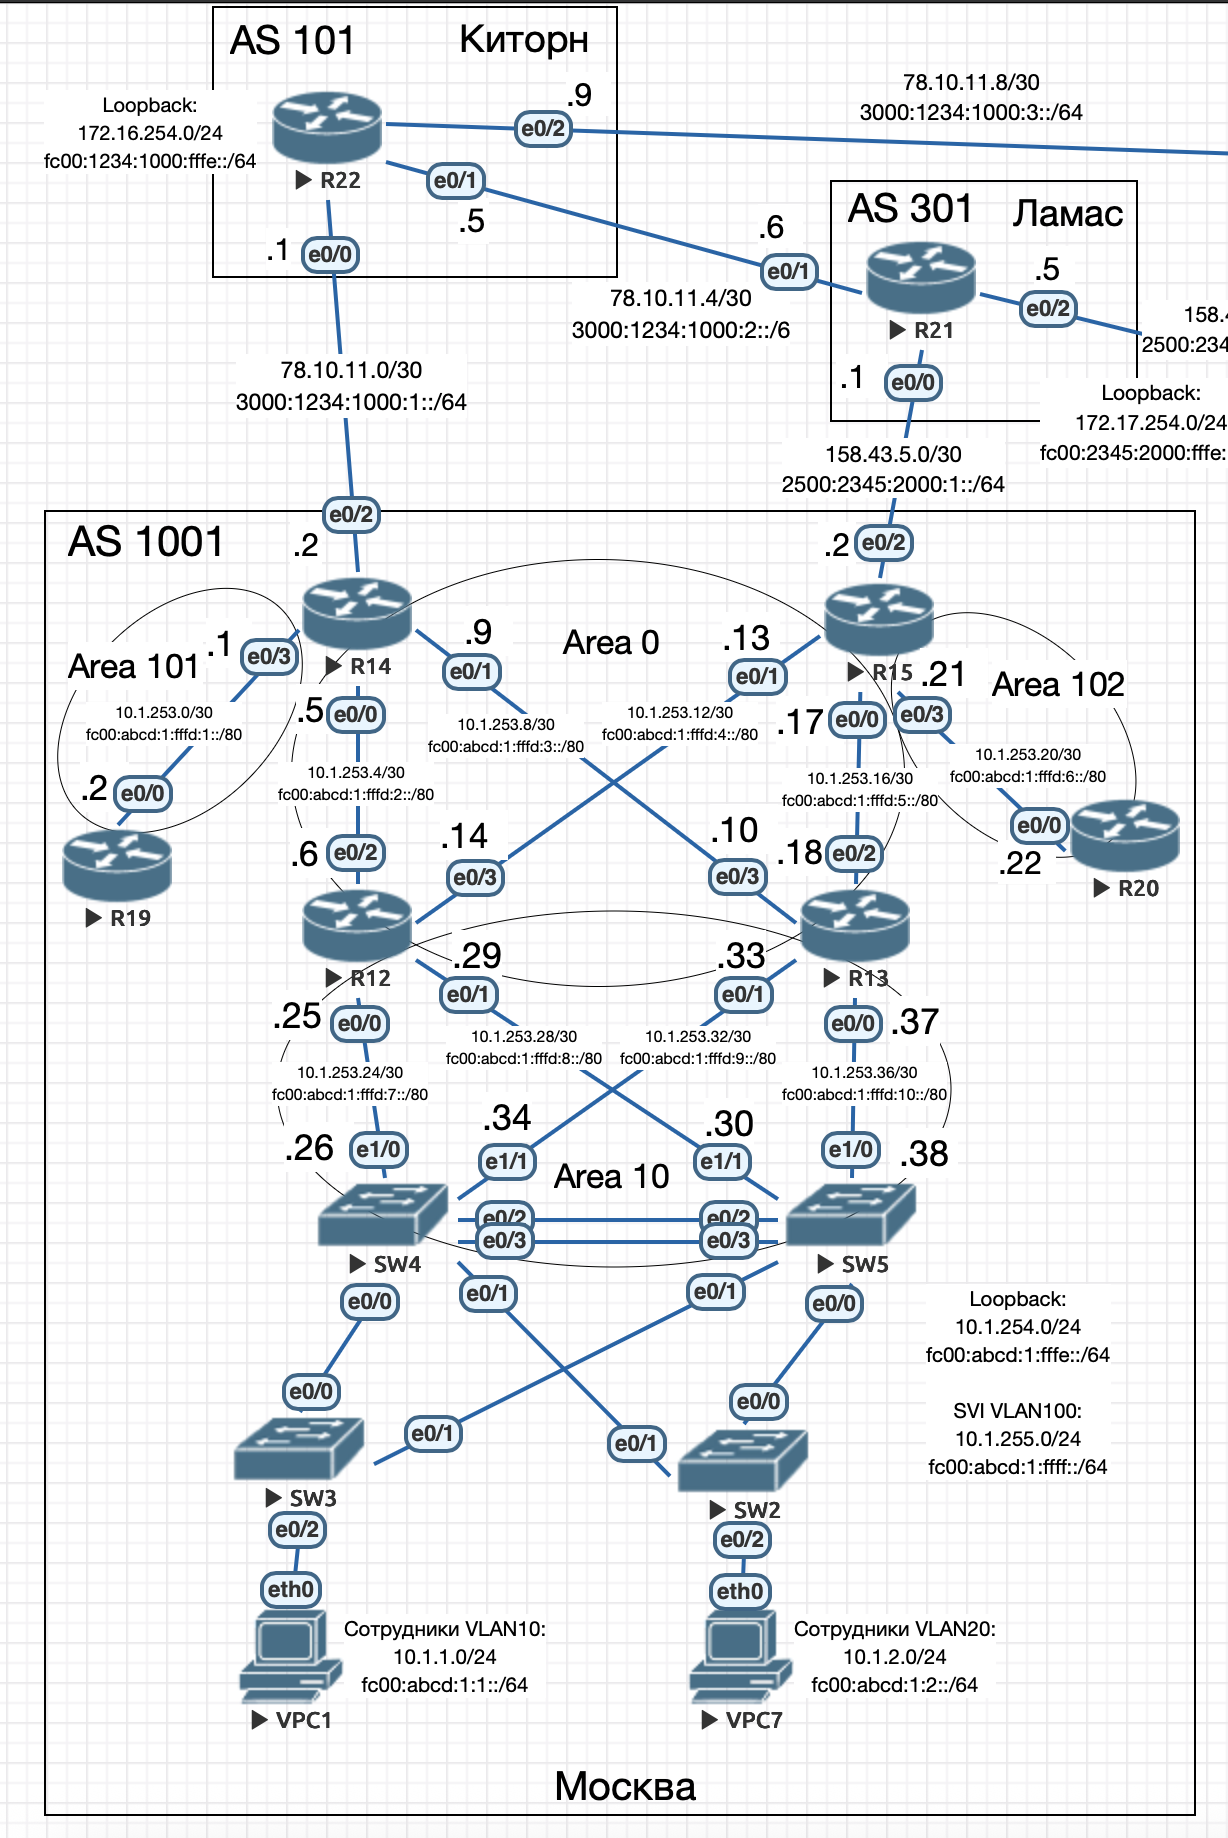 AS 101
Киторн
Loopback:
172.16.254.0/24
fc00:1234:1000:fffe::/64
R22
.9
e0/2
78.10.11.8/30
3000:1234:1000:3::/64
e0/1
.5
.1
e0/0
AS 301
Ламас
.6
e0/1
78.10.11.4/30
3000:1234:1000:2::/6
R21
.5
e0/2
158.4
2500:234
.1
e0/0
Loopback:
172.17.254.0/24
fc00:2345:2000:fffe:
78.10.11.0/30
3000:1234:1000:1::/64
158.43.5.0/30
2500:2345:2000:1::/64
AS 1001
e0/2
.2
.2
e0/2
R14
R15
Area 0
Area 101
.1
e0/3
10.1.253.0/30
fc00:abcd:1:fffd:1::/80
.2
e0/0
R19
.9
e0/1
.13
e0/1
.5
e0/0
10.1.253.8/30
fc00:abcd:1:fffd:3::/80
10.1.253.12/30
fc00:abcd:1:fffd:4::/80
.17
e0/0
.21
e0/3
Area 102
10.1.253.20/30
fc00:abcd:1:fffd:6::/80
10.1.253.4/30
fc00:abcd:1:fffd:2::/80
10.1.253.16/30
fc00:abcd:1:fffd:5::/80
e0/0
.22
R20
.6
e0/2
.14
e0/3
.10
e0/3
.18
e0/2
R12
R13
.29
e0/1
.33
e0/1
.25
e0/0
e0/0
.37
10.1.253.28/30
fc00:abcd:1:fffd:8::/80
10.1.253.32/30
fc00:abcd:1:fffd:9::/80
10.1.253.24/30
fc00:abcd:1:fffd:7::/80
10.1.253.36/30
fc00:abcd:1:fffd:10::/80
.34
e1/1
.30
e1/1
.26
e1/0
e1/0
.38
Area 10
e0/2
e0/2
e0/3
e0/3
SW4
SW5
e0/0
e0/1
e0/1
e0/0
Loopback:
10.1.254.0/24
fc00:abcd:1:fffe::/64
e0/0
e0/1
e0/1
e0/0
SVI VLAN100:
10.1.255.0/24
fc00:abcd:1:ffff::/64
SW3
SW2
e0/2
e0/2
eth0
eth0
Сотрудники VLAN10:
10.1.1.0/24
fc00:abcd:1:1::/64
VPC1
Сотрудники VLAN20:
10.1.2.0/24
fc00:abcd:1:2::/64
VPC7
Москва